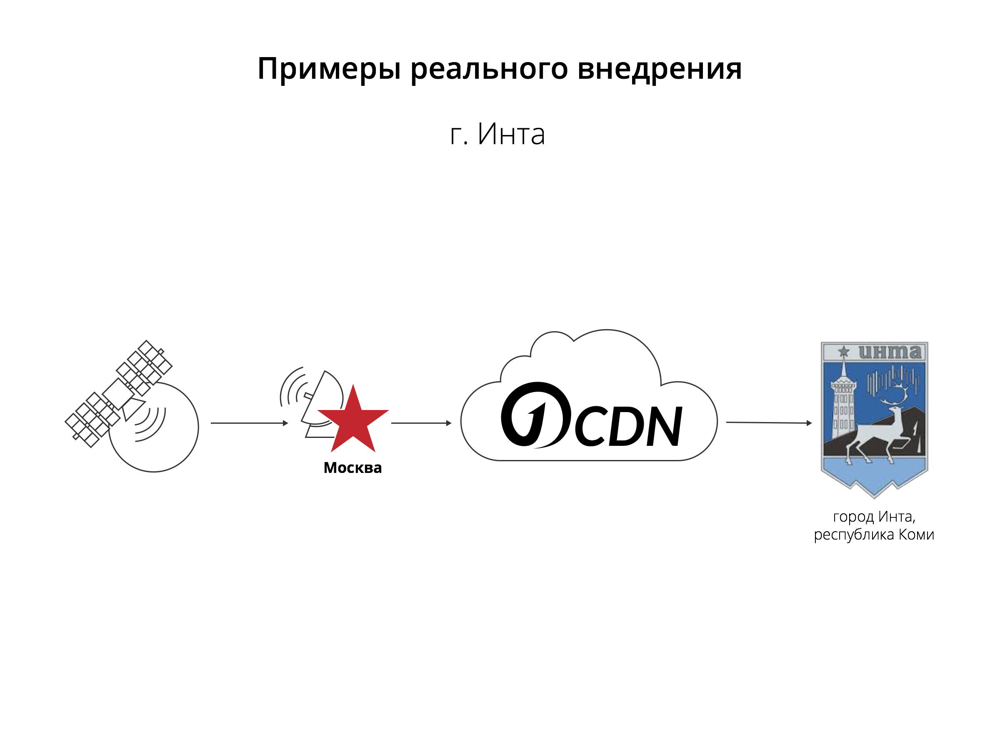 Примеры реального внедрения
г. Инта
инта
CDN
Москва
город Инта,
республика Коми